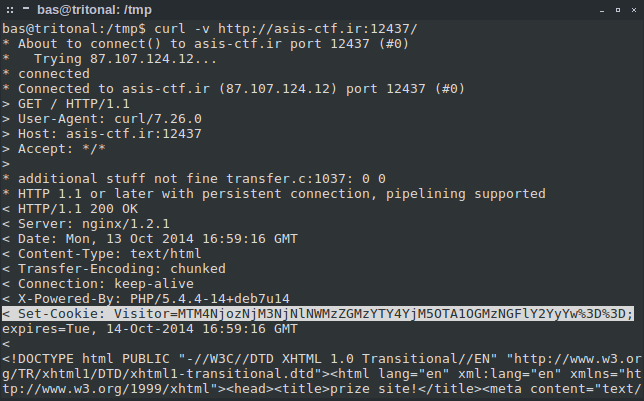 bas@tritonal: /tmp
bas@tritonal:/tmp$ curl -v http://asis-ctf.ir:12437/
* About to connect() to asis-ctf.ir port 12437 (#0)
*   Trying 87.107.124.12...
* connected
* Connected to asis-ctf.ir (87.107.124.12) port 12437 (#0)
> GET / HTTP/1.1
> User-Agent: curl/7.26.0
> Host: asis-ctf.ir:12437
> Accept: */*
>
* additional stuff not fine transfer.c:1037: 0 0
* HTTP 1.1 or later with persistent connection, pipelining supported
< HTTP/1.1 200 OK
< Server: nginx/1.2.1
< Date: Mon, 13 Oct 2014 16:59:16 GMT
< Content-Type: text/html
< Transfer-Encoding: chunked
< Connection: keep-alive
< X-Powered-By: PHP/5.4.4-14+deb7u14
< Set-Cookie: Visitor=MTM4NjozNjM3NjNlNWMzZGMzYTY4YjM5OTA1OGMzNGFlY2YyYw%3D%3D;
expires=Tue, 14-Oct-2014 16:59:16 GMT
<
<!DOCTYPE html PUBLIC "-//W3C//DTD XHTML 1.0 Transitional//EN" "http://www.w3.or
g/TR/xhtml1/DTD/xhtml1-transitional.dtd"><html lang="en" xml:lang="en" xmlns="ht
tp://www.w3.org/1999/xhtml"><head><title>prize site!</title><meta content="text/